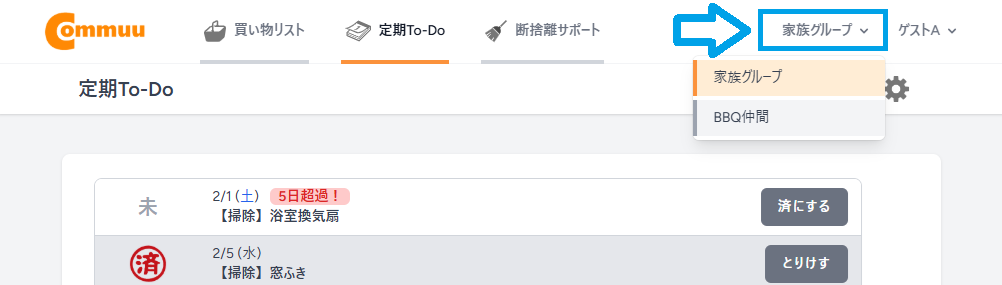 Commuu 買い物リスト 定期To-Do 断捨離サポート 家族グループ ゲストA
家族グループ
定期To-Do
BBQ仲間
未 2/1 (土) 5日超過！ 済にする
【掃除】浴室換気扇
済 2/5 (水) とりけす
【掃除】窓ふき